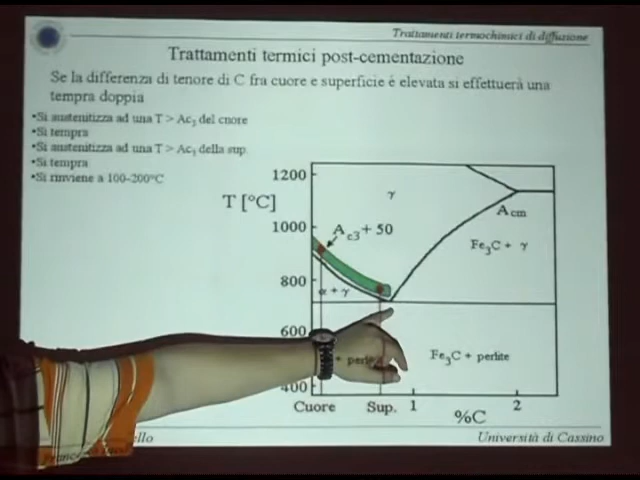 Trattamenti termochimici di diffusione
Trattamenti termici post-cementazione
Se la differenza di tenore di C fra cuore e superficie é elevata si effettuerà una
tempra doppia
•Si austenitizza ad una T > Ac3 del cuore
•Si tempra
•Si austenitizza ad una T > Ac1 della sup.
•Si tempra
•Si rinviene a 100-200°C
1200
γ
T [°C]
Acm
1000
Ac3 + 50
Fe3C + γ
800
α + γ
600
+ perli
Fe3C + perlite
400
Cuore Sup. 1 2
%C
Università di Cassino